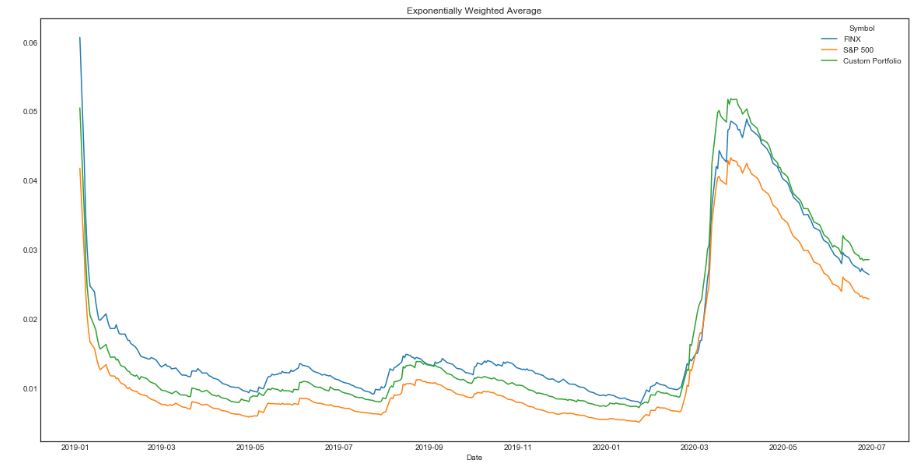 Exponentially Weighted Average
Symbol
FINX
S&P 500
Custom Portfolio
0.06
0.05
0.04
0.03
0.02
0.01
2019-01 2019-03 2019-05 2019-07 2019-09 2019-11 2020-01 2020-03 2020-05 2020-07
Date